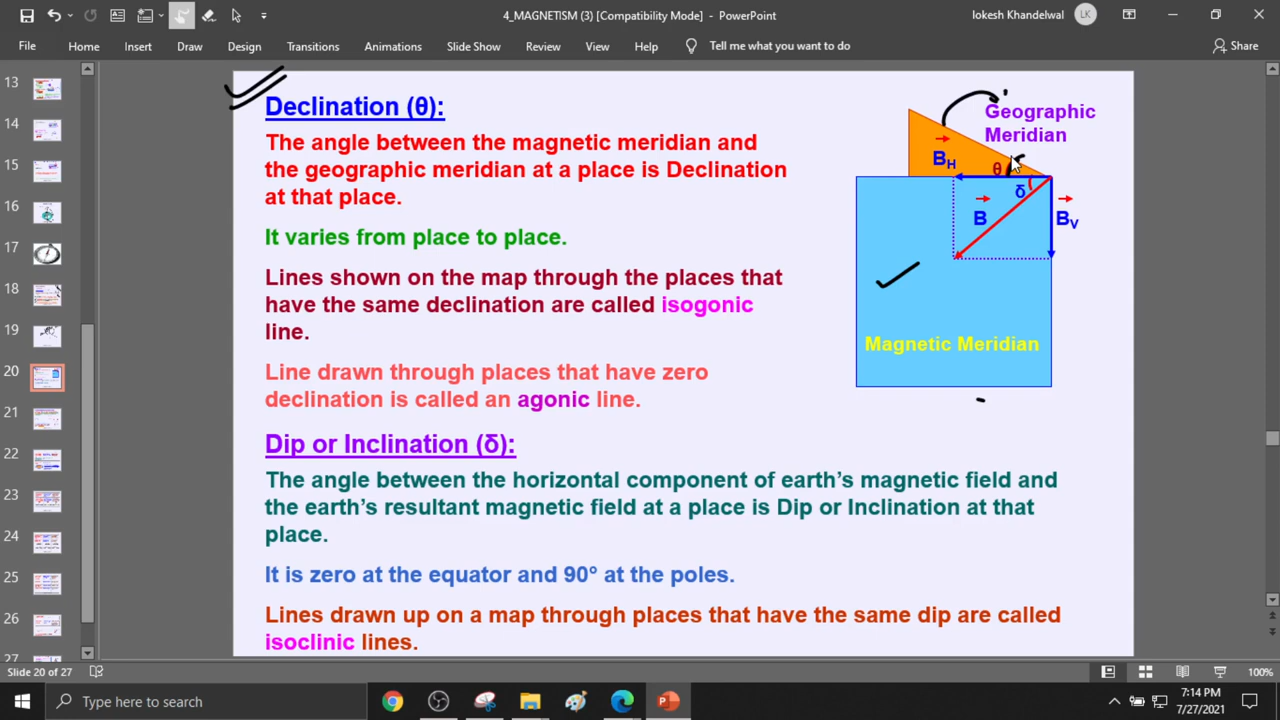 4_MAGNETISM (3) [Compatibility Mode] - PowerPoint
lokesh Khandelwal
LK
File Home Insert Draw Design Transitions Animations Slide Show Review View Help Tell me what you want to do
Share
13
14
15
16
17
18
19
20
21
22
23
24
25
26
27
Declination (θ):
The angle between the magnetic meridian and
the geographic meridian at a place is Declination
at that place.
It varies from place to place.
Lines shown on the map through the places that
have the same declination are called isogonic
line.
Line drawn through places that have zero
declination is called an agonic line.
Geographic
Meridian
BH
θ
δ
B
BV
Magnetic Meridian
Dip or Inclination (δ):
The angle between the horizontal component of earth’s magnetic field and
the earth’s resultant magnetic field at a place is Dip or Inclination at that
place.
It is zero at the equator and 90° at the poles.
Lines drawn up on a map through places that have the same dip are called
isoclinic lines.
Slide 20 of 27
100%
Type here to search
7:14 PM
7/27/2021